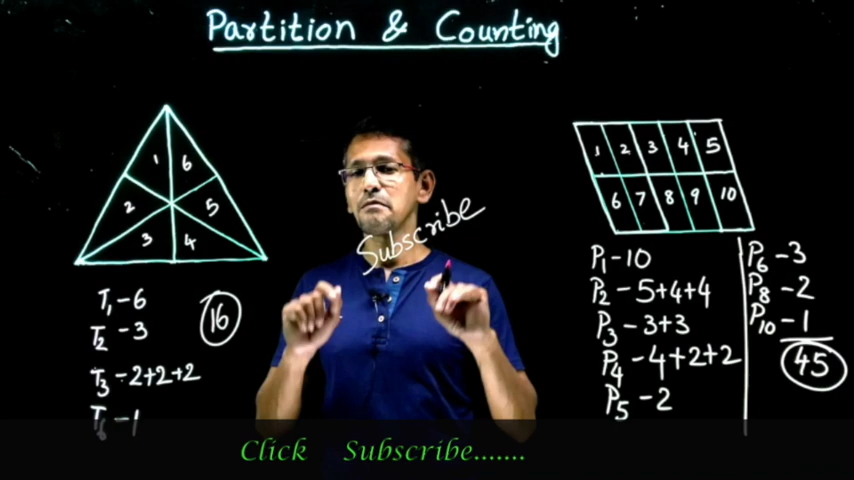 Partition & Counting
1 6
2 5
3 4
T1 - 6
T2 - 3
T3 - 2+2+2
T6 - 1
16
Subscribe
1 2 3 4 5
6 7 8 9 10
P1 - 10
P2 - 5+4+4
P3 - 3+3
P4 - 4+2+2
P5 - 2
P6 - 3
P8 - 2
P10 - 1
45
Click Subscribe.......